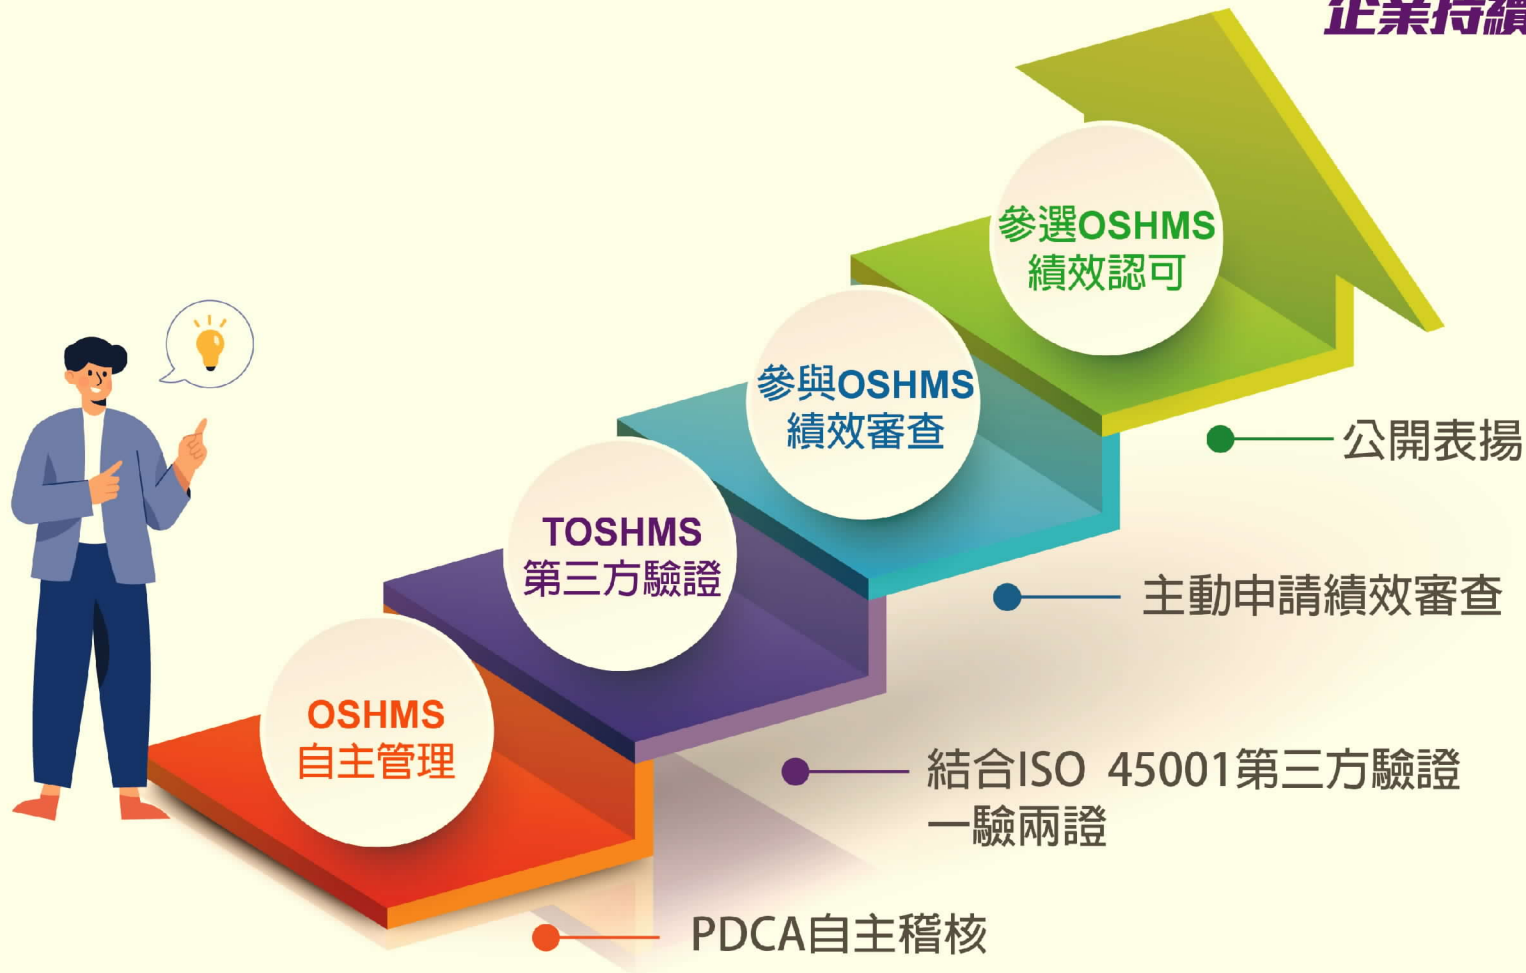 企業持續
參選OSHMS
績效認可
參與OSHMS
績效審查
公開表揚
TOSHMS
第三方驗證
主動申請績效審查
OSHMS
自主管理
結合ISO 45001第三方驗證
一驗兩證
PDCA自主稽核